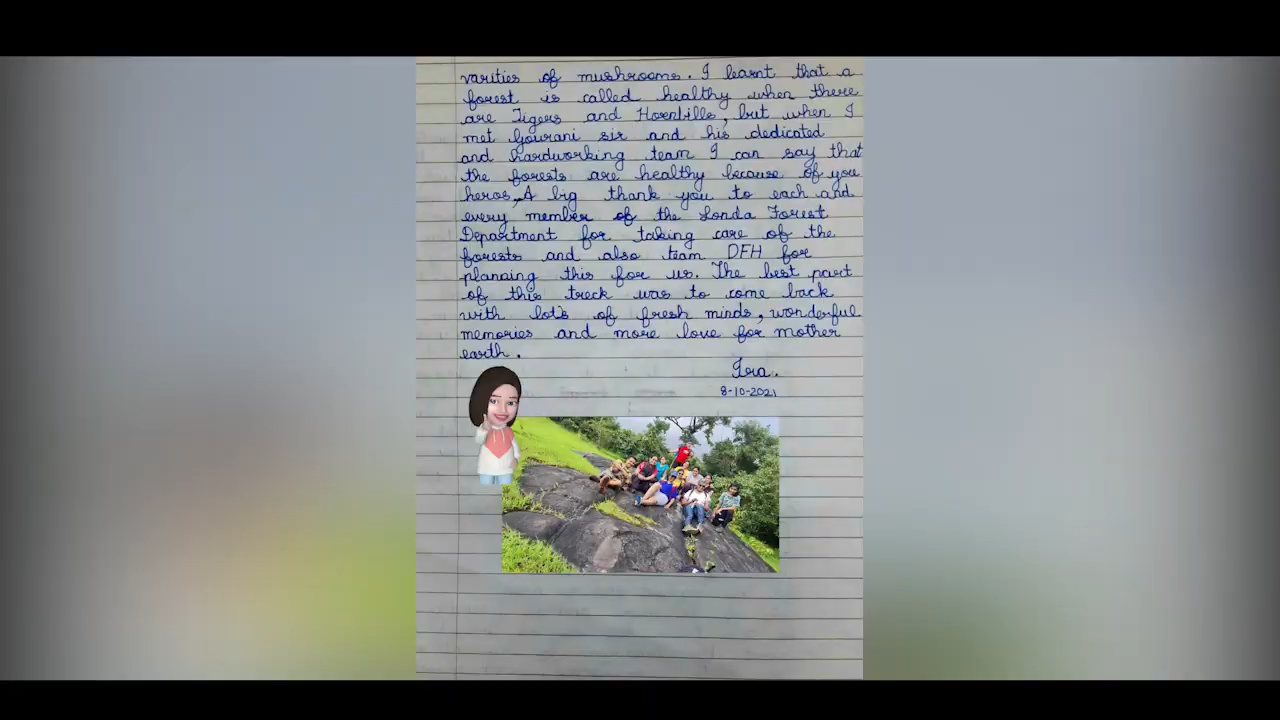 varities of mushrooms. I learnt that a
forest is called healthy when there
are Tigers and Hornbills, but when I
met Gourani sir and his dedicated
and hardworking team I can say that
the forests are healthy because of you
heros, A big thank you to each and
every member of the Londa Forest
Department for taking care of the
forests and also team DFH for
planning this for us. The best part
of this treck was to come back
with lots of fresh minds, wonderful
memories and more love for mother
earth.
Ira.
8-10-2021